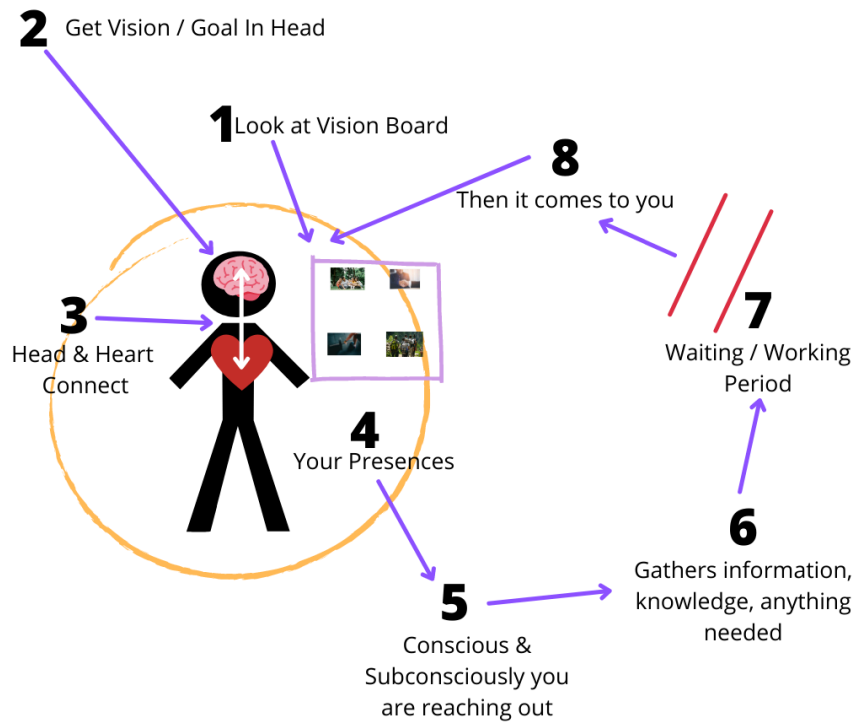 2 Get Vision / Goal In Head
1 Look at Vision Board
8
Then it comes to you
3
Head & Heart
Connect
4
Your Presences
5
Conscious &
Subconsciously you
are reaching out
6
Gathers information,
knowledge, anything
needed
7
Waiting / Working
Period